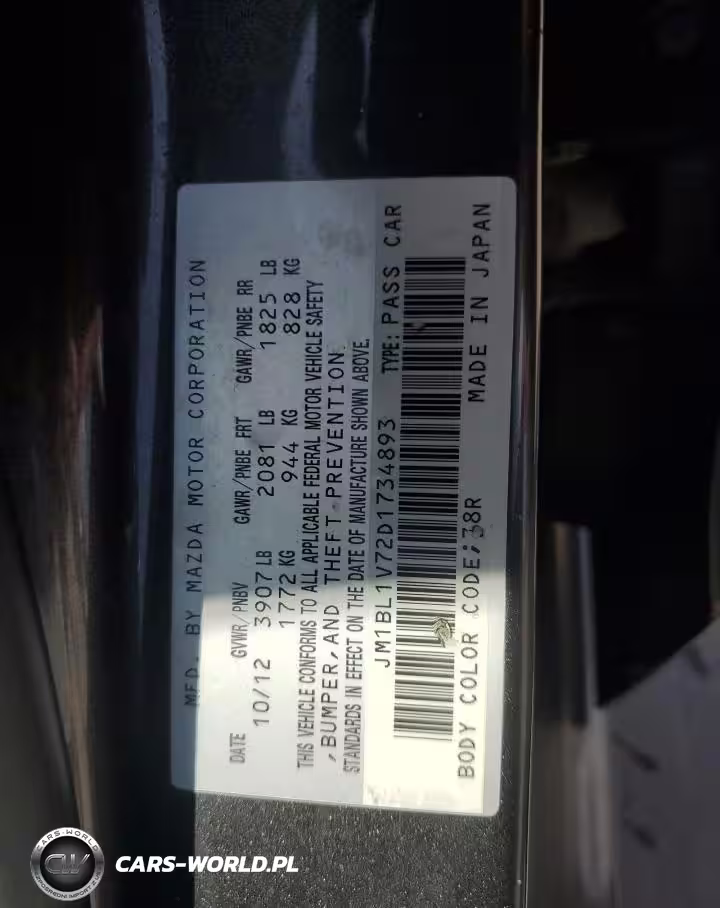 MFD. BY MAZDA MOTOR CORPORATION
DATE GVWR/PNBV GAWR/PNBE FRT GAWR/PNBE RR
10/12 3907 LB 2081 LB 1825 LB
1772 KG 944 KG 828 KG
THIS VEHICLE CONFORMS TO ALL APPLICABLE FEDERAL MOTOR VEHICLE SAFETY
,BUMPER,AND THEFT PREVENTION
STANDARDS IN EFFECT ON THE DATE OF MANUFACTURE SHOWN ABOVE.
JM1BL1V72D1734893 TYPE: PASS CAR
BODY COLOR CODE;38R MADE IN JAPAN
CARS-WORLD
CW
CARS-WORLD.PL